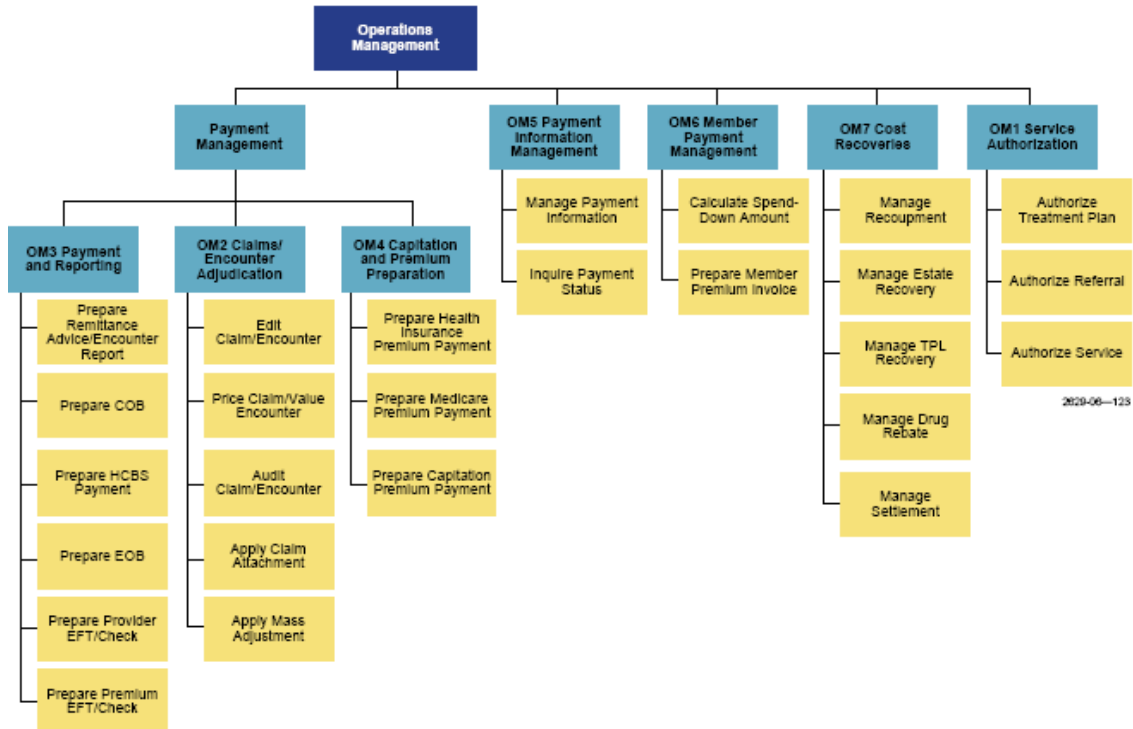 Operations
Management
Payment
Management
OM5 Payment
Information
Management
OM6 Member
Payment
Management
OM7 Cost
Recoveries
OM1 Service
Authorization
OM3 Payment
and Reporting
OM2 Claims/
Encounter
Adjudication
OM4 Capitation
and Premium
Preparation
Prepare
Remittance
Advice/Encounter
Report
Prepare COB
Prepare HCBS
Payment
Prepare EOB
Prepare Provider
EFT/Check
Prepare Premium
EFT/Check
Edit
Claim/Encounter
Price Claim/Value
Encounter
Audit
Claim/Encounter
Apply Claim
Attachment
Apply Mass
Adjustment
Prepare Health
Insurance
Premium Payment
Prepare Medicare
Premium Payment
Prepare Capitation
Premium Payment
Manage Payment
Information
Inquire Payment
Status
Calculate Spend-
Down Amount
Prepare Member
Premium Invoice
Manage
Recoupment
Manage Estate
Recovery
Manage TPL
Recovery
Manage Drug
Rebate
Manage
Settlement
Authorize
Treatment Plan
Authorize Referral
Authorize Service
2629-06—123